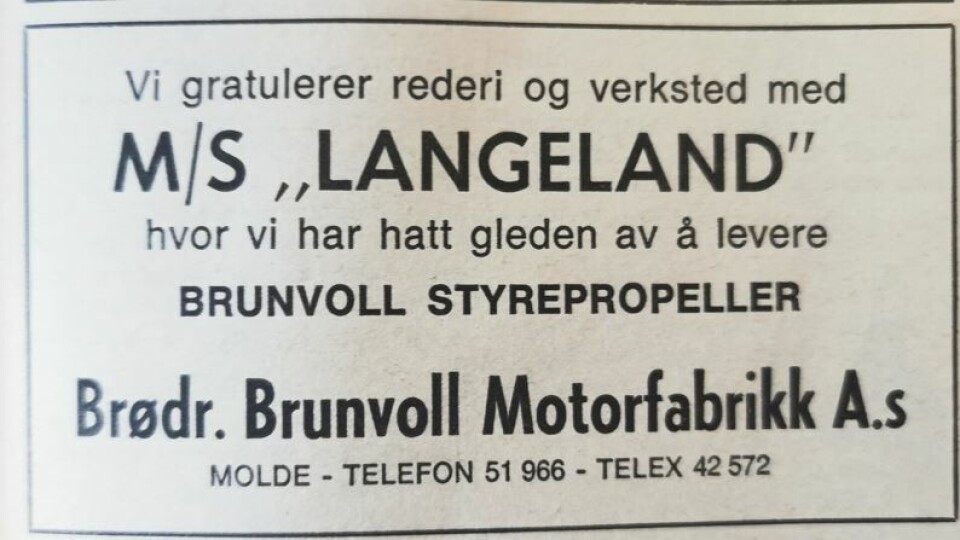 Vi gratulerer rederi og verksted med
M/S ,,LANGELAND"
hvor vi har hatt gleden av å levere
BRUNVOLL STYREPROPELLER
Brødr. Brunvoll Motorfabrikk A.s
MOLDE - TELEFON 51 966 - TELEX 42 572